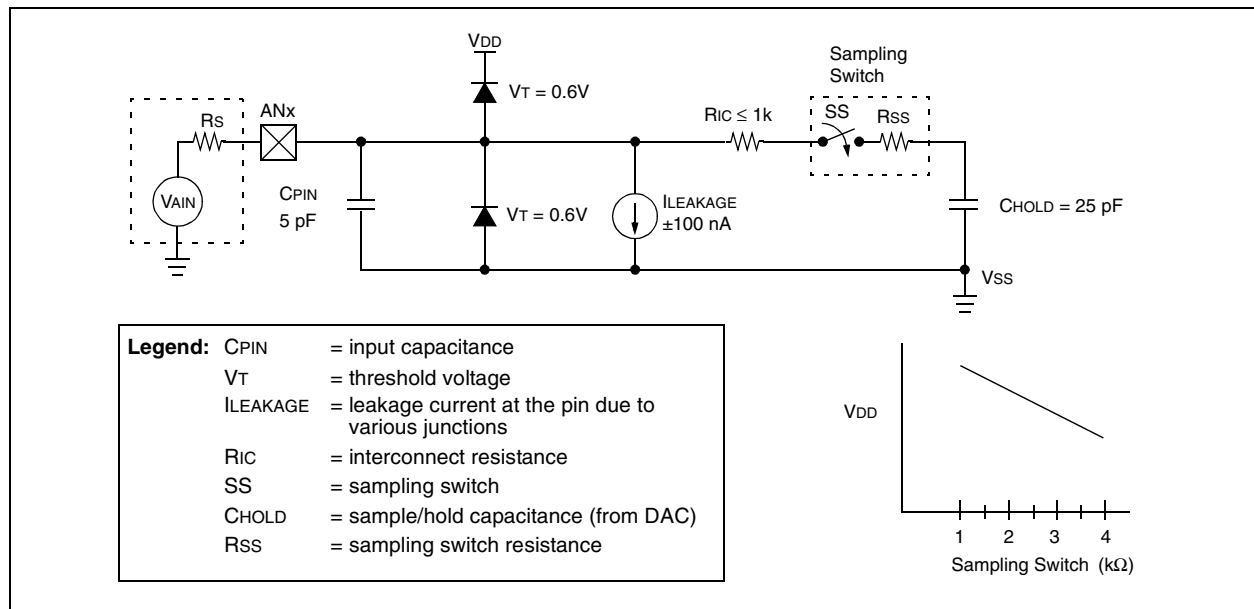 VDD
Sampling
Switch
VT = 0.6V
RIC ≤ 1k
SS
RSS
ANx
RS
VAIN
CPIN
5 pF
VT = 0.6V
ILEAKAGE
±100 nA
CHOLD = 25 pF
VSS
Legend: CPIN = input capacitance
VT = threshold voltage
ILEAKAGE = leakage current at the pin due to
various junctions
RIC = interconnect resistance
SS = sampling switch
CHOLD = sample/hold capacitance (from DAC)
RSS = sampling switch resistance
VDD
1 2 3 4
Sampling Switch (kΩ)